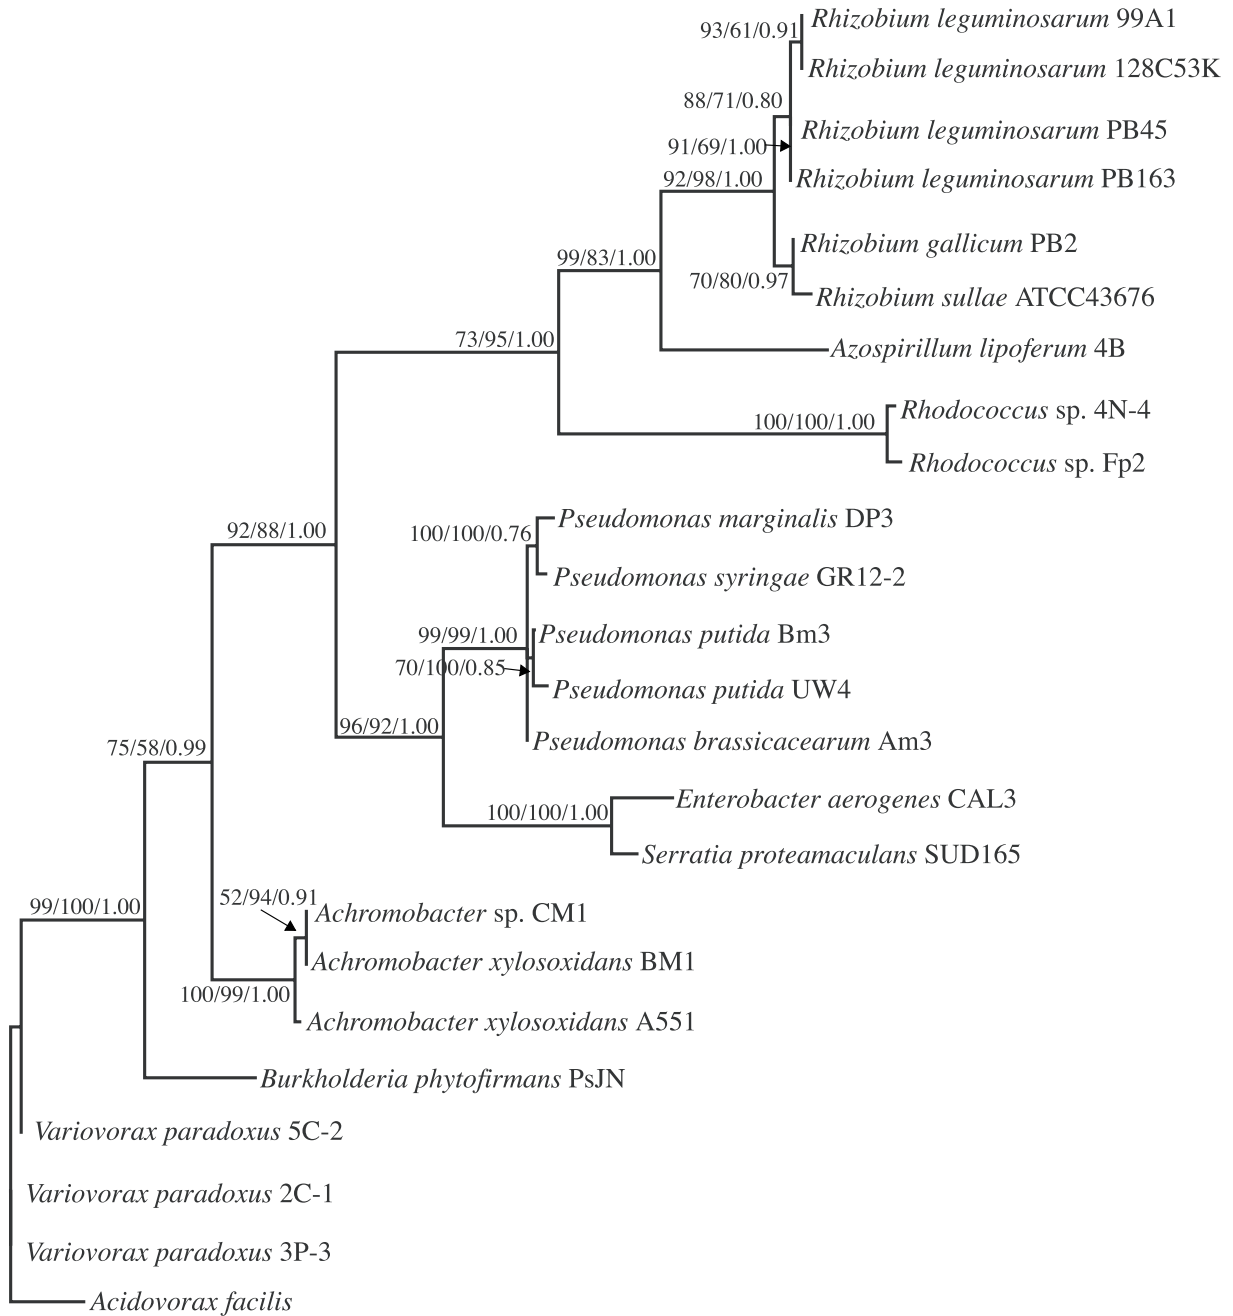 93/61/0.91
Rhizobium leguminosarum 99A1
Rhizobium leguminosarum 128C53K
88/71/0.80
Rhizobium leguminosarum PB45
91/69/1.00
92/98/1.00
Rhizobium leguminosarum PB163
Rhizobium gallicum PB2
99/83/1.00
70/80/0.97
Rhizobium sullae ATCC43676
73/95/1.00
Azospirillum lipoferum 4B
Rhodococcus sp. 4N-4
100/100/1.00
Rhodococcus sp. Fp2
92/88/1.00
Pseudomonas marginalis DP3
100/100/0.76
Pseudomonas syringae GR12-2
99/99/1.00
Pseudomonas putida Bm3
70/100/0.85
Pseudomonas putida UW4
96/92/1.00
Pseudomonas brassicacearum Am3
75/58/0.99
Enterobacter aerogenes CAL3
100/100/1.00
Serratia proteamaculans SUD165
52/94/0.91
99/100/1.00
Achromobacter sp. CM1
Achromobacter xylosoxidans BM1
100/99/1.00
Achromobacter xylosoxidans A551
Burkholderia phytofirmans PsJN
Variovorax paradoxus 5C-2
Variovorax paradoxus 2C-1
Variovorax paradoxus 3P-3
Acidovorax facilis